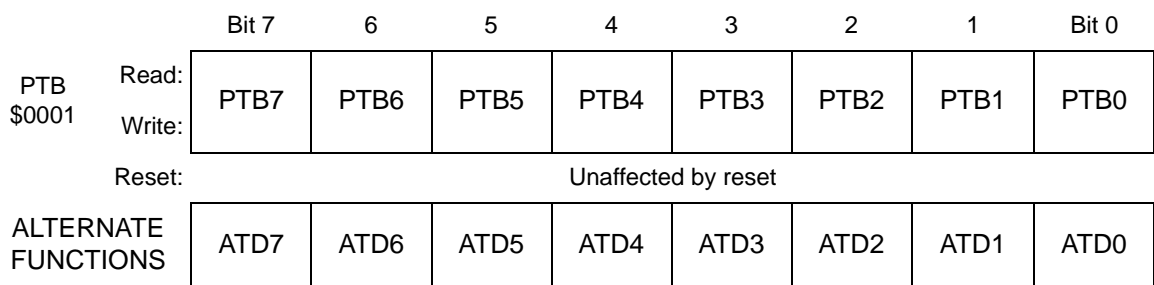 Bit 7 6 5 4 3 2 1 Bit 0
PTB $0001 Read: Write: PTB7 PTB6 PTB5 PTB4 PTB3 PTB2 PTB1 PTB0
Reset: Unaffected by reset
ALTERNATE FUNCTIONS ATD7 ATD6 ATD5 ATD4 ATD3 ATD2 ATD1 ATD0